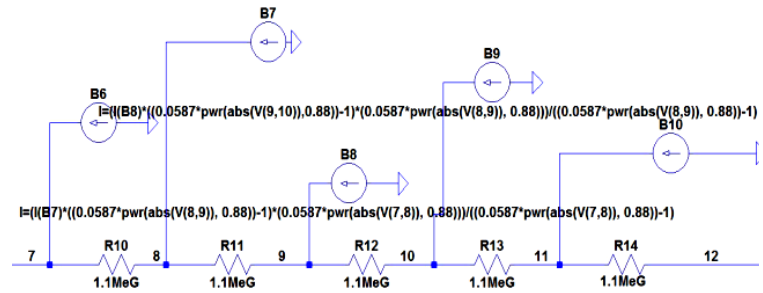 B7
B9
B6
I=(I(B8)*((0.0587*pwr(abs(V(9,10)),0.88))-1)*(0.0587*pwr(abs(V(8,9)), 0.88)))/((0.0587*pwr(abs(V(8,9)), 0.88))-1)
B10
B8
I=(I(B7)*((0.0587*pwr(abs(V(8,9)), 0.88))-1)*(0.0587*pwr(abs(V(7,8)), 0.88)))/((0.0587*pwr(abs(V(7,8)), 0.88))-1)
7 R10 8 R11 9 R12 10 R13 11 R14 12
1.1MeG 1.1MeG 1.1MeG 1.1MeG 1.1MeG